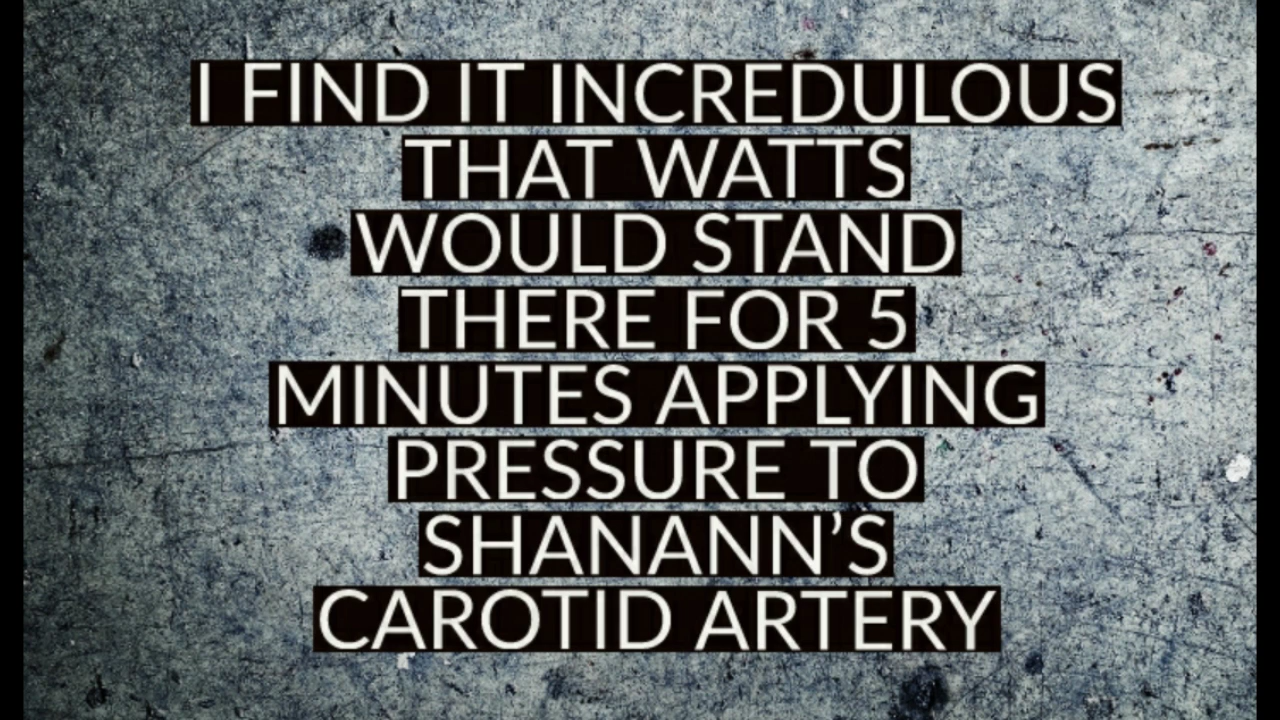 I FIND IT INCREDULOUS
THAT WATTS
WOULD STAND
THERE FOR 5
MINUTES APPLYING
PRESSURE TO
SHANANN’S
CAROTID ARTERY